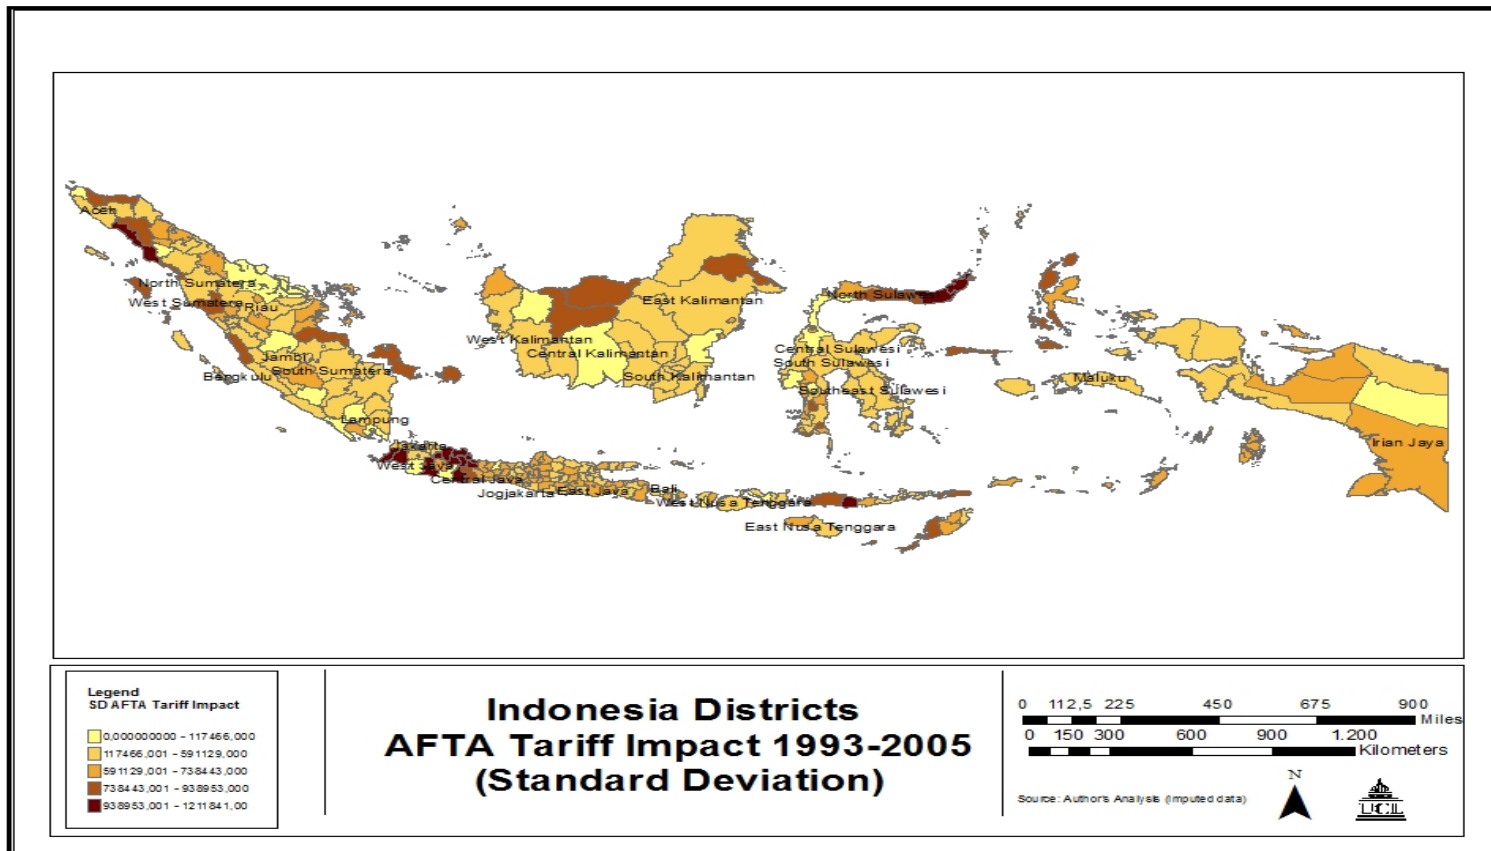 Aceh
North Sumatera
West Sumatera
Riau
Jambi
Bengkulu
South Sumatera
Lampung
Jakarta
West Java
Central Java
Jogjakarta
East Java
Bali
West Nusa Tenggara
East Nusa Tenggara
West Kalimantan
Central Kalimantan
East Kalimantan
South Kalimantan
North Sulawesi
Central Sulawesi
South Sulawesi
Southeast Sulawesi
Maluku
Irian Jaya
Legend
SD AFTA Tariff Impact
0,000000000 - 117466,000
117466,001 - 591129,000
591129,001 - 738443,000
738443,001 - 938953,000
938953,001 - 1211841,00
Indonesia Districts
AFTA Tariff Impact 1993-2005
(Standard Deviation)
0 112,5 225 450 675 900
Miles
0 150 300 600 900 1.200
Kilometers
Source: Author's Analysis (Imputed data)
N
UCL